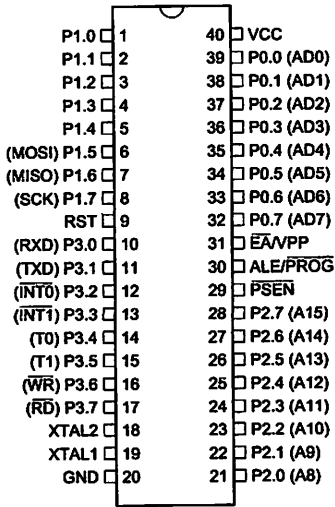 P1.0 1 40 VCC
P1.1 2 39 P0.0 (AD0)
P1.2 3 38 P0.1 (AD1)
P1.3 4 37 P0.2 (AD2)
P1.4 5 36 P0.3 (AD3)
(MOSI) P1.5 6 35 P0.4 (AD4)
(MISO) P1.6 7 34 P0.5 (AD5)
(SCK) P1.7 8 33 P0.6 (AD6)
RST 9 32 P0.7 (AD7)
(RXD) P3.0 10 31 E̅A̅/VPP
(TXD) P3.1 11 30 ALE/P̅R̅O̅G̅
(I̅N̅T̅0̅) P3.2 12 29 P̅S̅E̅N̅
(I̅N̅T̅1̅) P3.3 13 28 P2.7 (A15)
(T0) P3.4 14 27 P2.6 (A14)
(T1) P3.5 15 26 P2.5 (A13)
(W̅R̅) P3.6 16 25 P2.4 (A12)
(R̅D̅) P3.7 17 24 P2.3 (A11)
XTAL2 18 23 P2.2 (A10)
XTAL1 19 22 P2.1 (A9)
GND 20 21 P2.0 (A8)